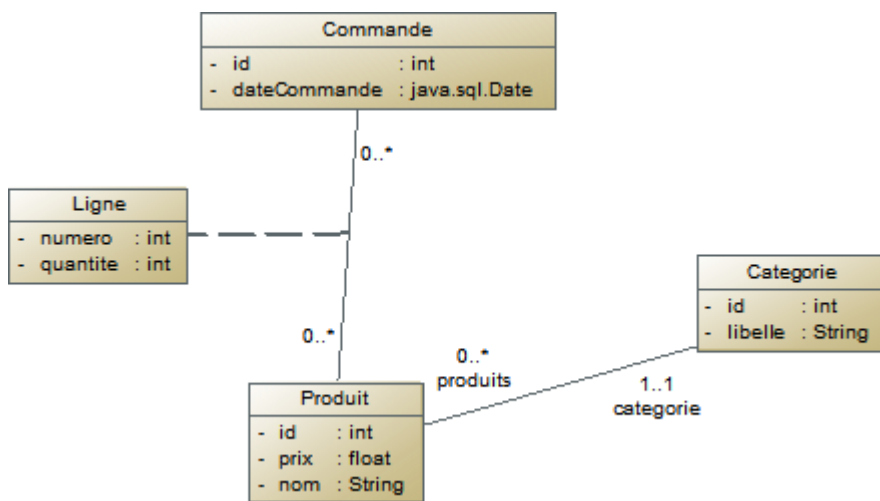 Commande
- id : int
- dateCommande : java.sql.Date
0..*
Ligne
- numero : int
- quantite : int
Categorie
- id : int
- libelle : String
0..*
0..*
produits
1..1
categorie
Produit
- id : int
- prix : float
- nom : String